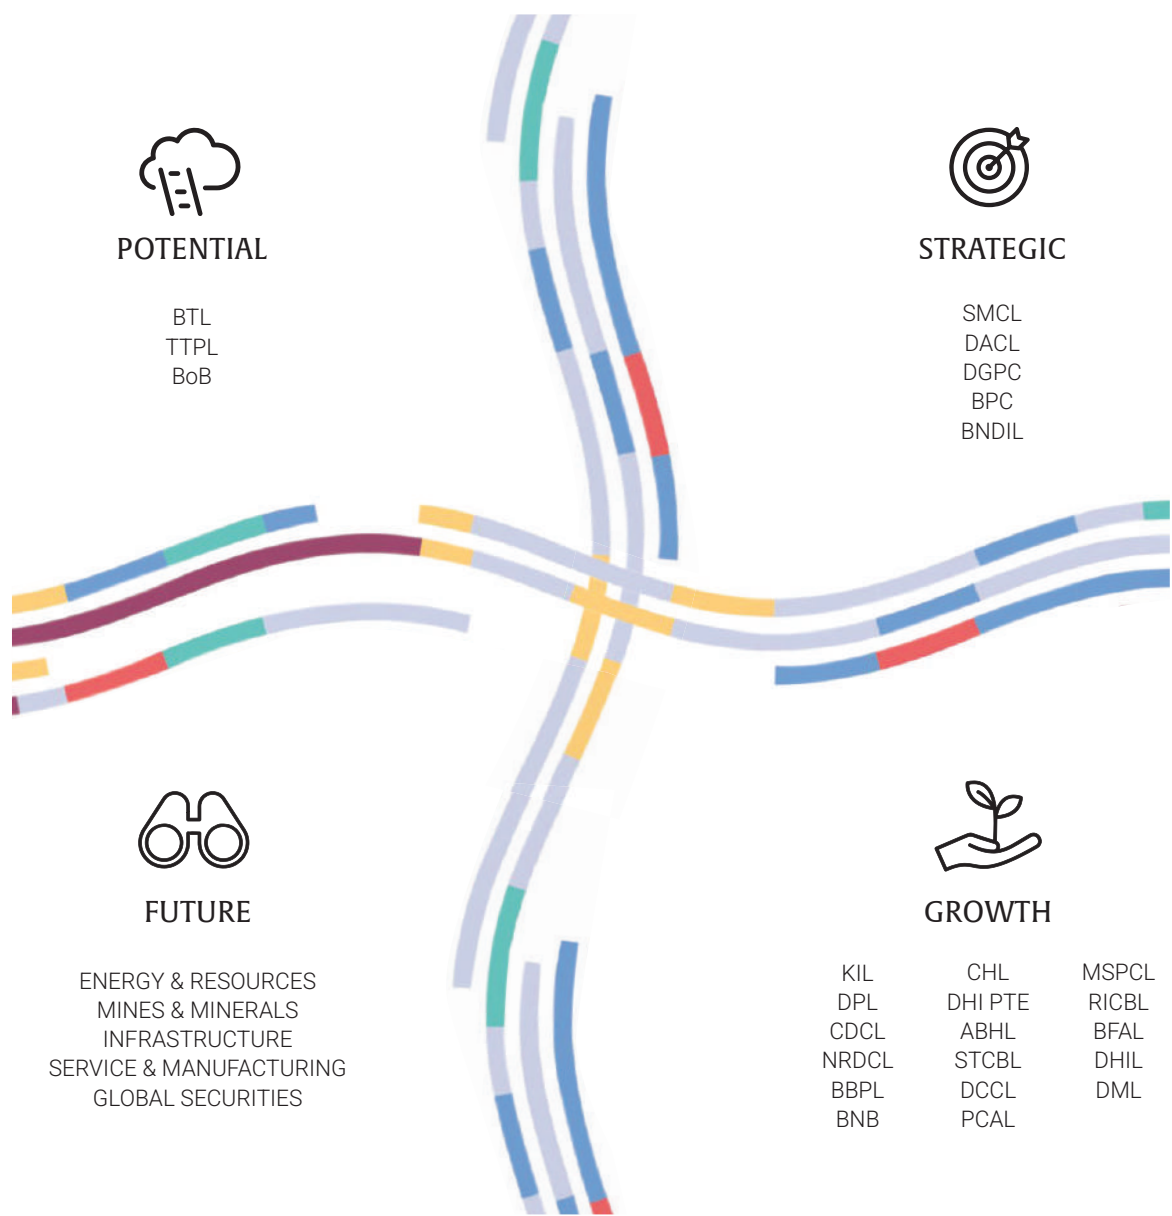 POTENTIAL
BTL
TTPL
BoB
STRATEGIC
SMCL
DACL
DGPC
BPC
BNDIL
FUTURE
ENERGY & RESOURCES
MINES & MINERALS
INFRASTRUCTURE
SERVICE & MANUFACTURING
GLOBAL SECURITIES
GROWTH
KIL
DPL
CDCL
NRDCL
BBPL
BNB
CHL
DHI PTE
ABHL
STCBL
DCCL
PCAL
MSPCL
RICBL
BFAL
DHIL
DML